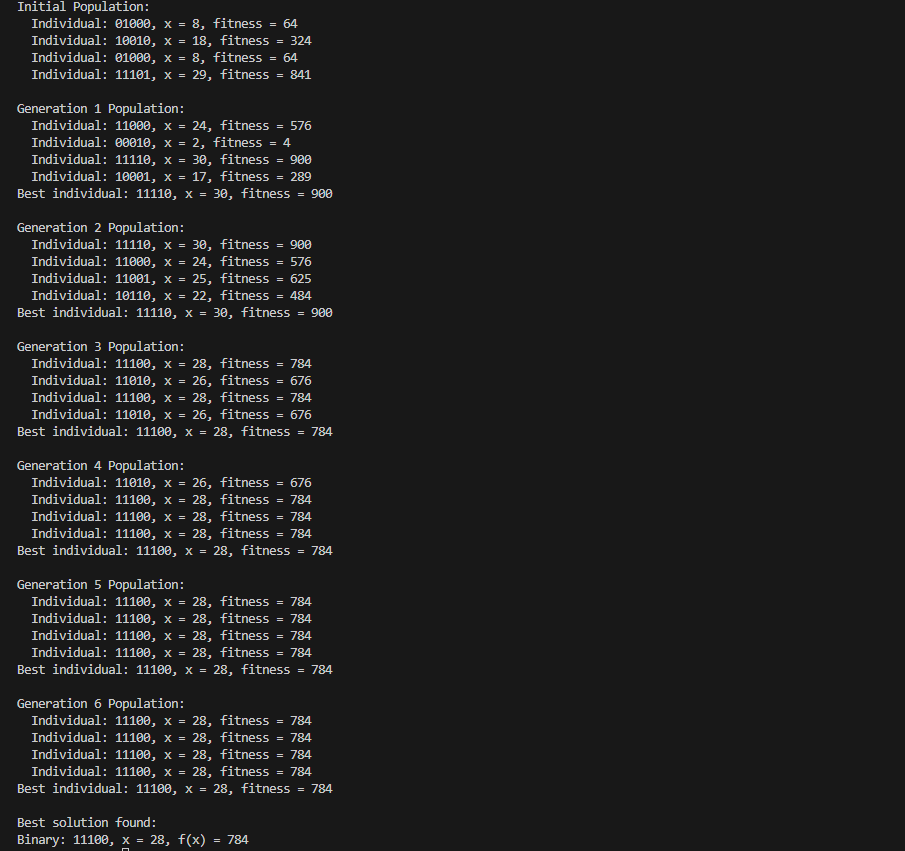 Initial Population:
Individual: 01000, x = 8, fitness = 64
Individual: 10010, x = 18, fitness = 324
Individual: 01000, x = 8, fitness = 64
Individual: 11101, x = 29, fitness = 841
Generation 1 Population:
Individual: 11000, x = 24, fitness = 576
Individual: 00010, x = 2, fitness = 4
Individual: 11110, x = 30, fitness = 900
Individual: 10001, x = 17, fitness = 289
Best individual: 11110, x = 30, fitness = 900
Generation 2 Population:
Individual: 11110, x = 30, fitness = 900
Individual: 11000, x = 24, fitness = 576
Individual: 11001, x = 25, fitness = 625
Individual: 10110, x = 22, fitness = 484
Best individual: 11110, x = 30, fitness = 900
Generation 3 Population:
Individual: 11100, x = 28, fitness = 784
Individual: 11010, x = 26, fitness = 676
Individual: 11100, x = 28, fitness = 784
Individual: 11010, x = 26, fitness = 676
Best individual: 11100, x = 28, fitness = 784
Generation 4 Population:
Individual: 11010, x = 26, fitness = 676
Individual: 11100, x = 28, fitness = 784
Individual: 11100, x = 28, fitness = 784
Individual: 11100, x = 28, fitness = 784
Best individual: 11100, x = 28, fitness = 784
Generation 5 Population:
Individual: 11100, x = 28, fitness = 784
Individual: 11100, x = 28, fitness = 784
Individual: 11100, x = 28, fitness = 784
Individual: 11100, x = 28, fitness = 784
Best individual: 11100, x = 28, fitness = 784
Generation 6 Population:
Individual: 11100, x = 28, fitness = 784
Individual: 11100, x = 28, fitness = 784
Individual: 11100, x = 28, fitness = 784
Individual: 11100, x = 28, fitness = 784
Best individual: 11100, x = 28, fitness = 784
Best solution found:
Binary: 11100, x = 28, f(x) = 784